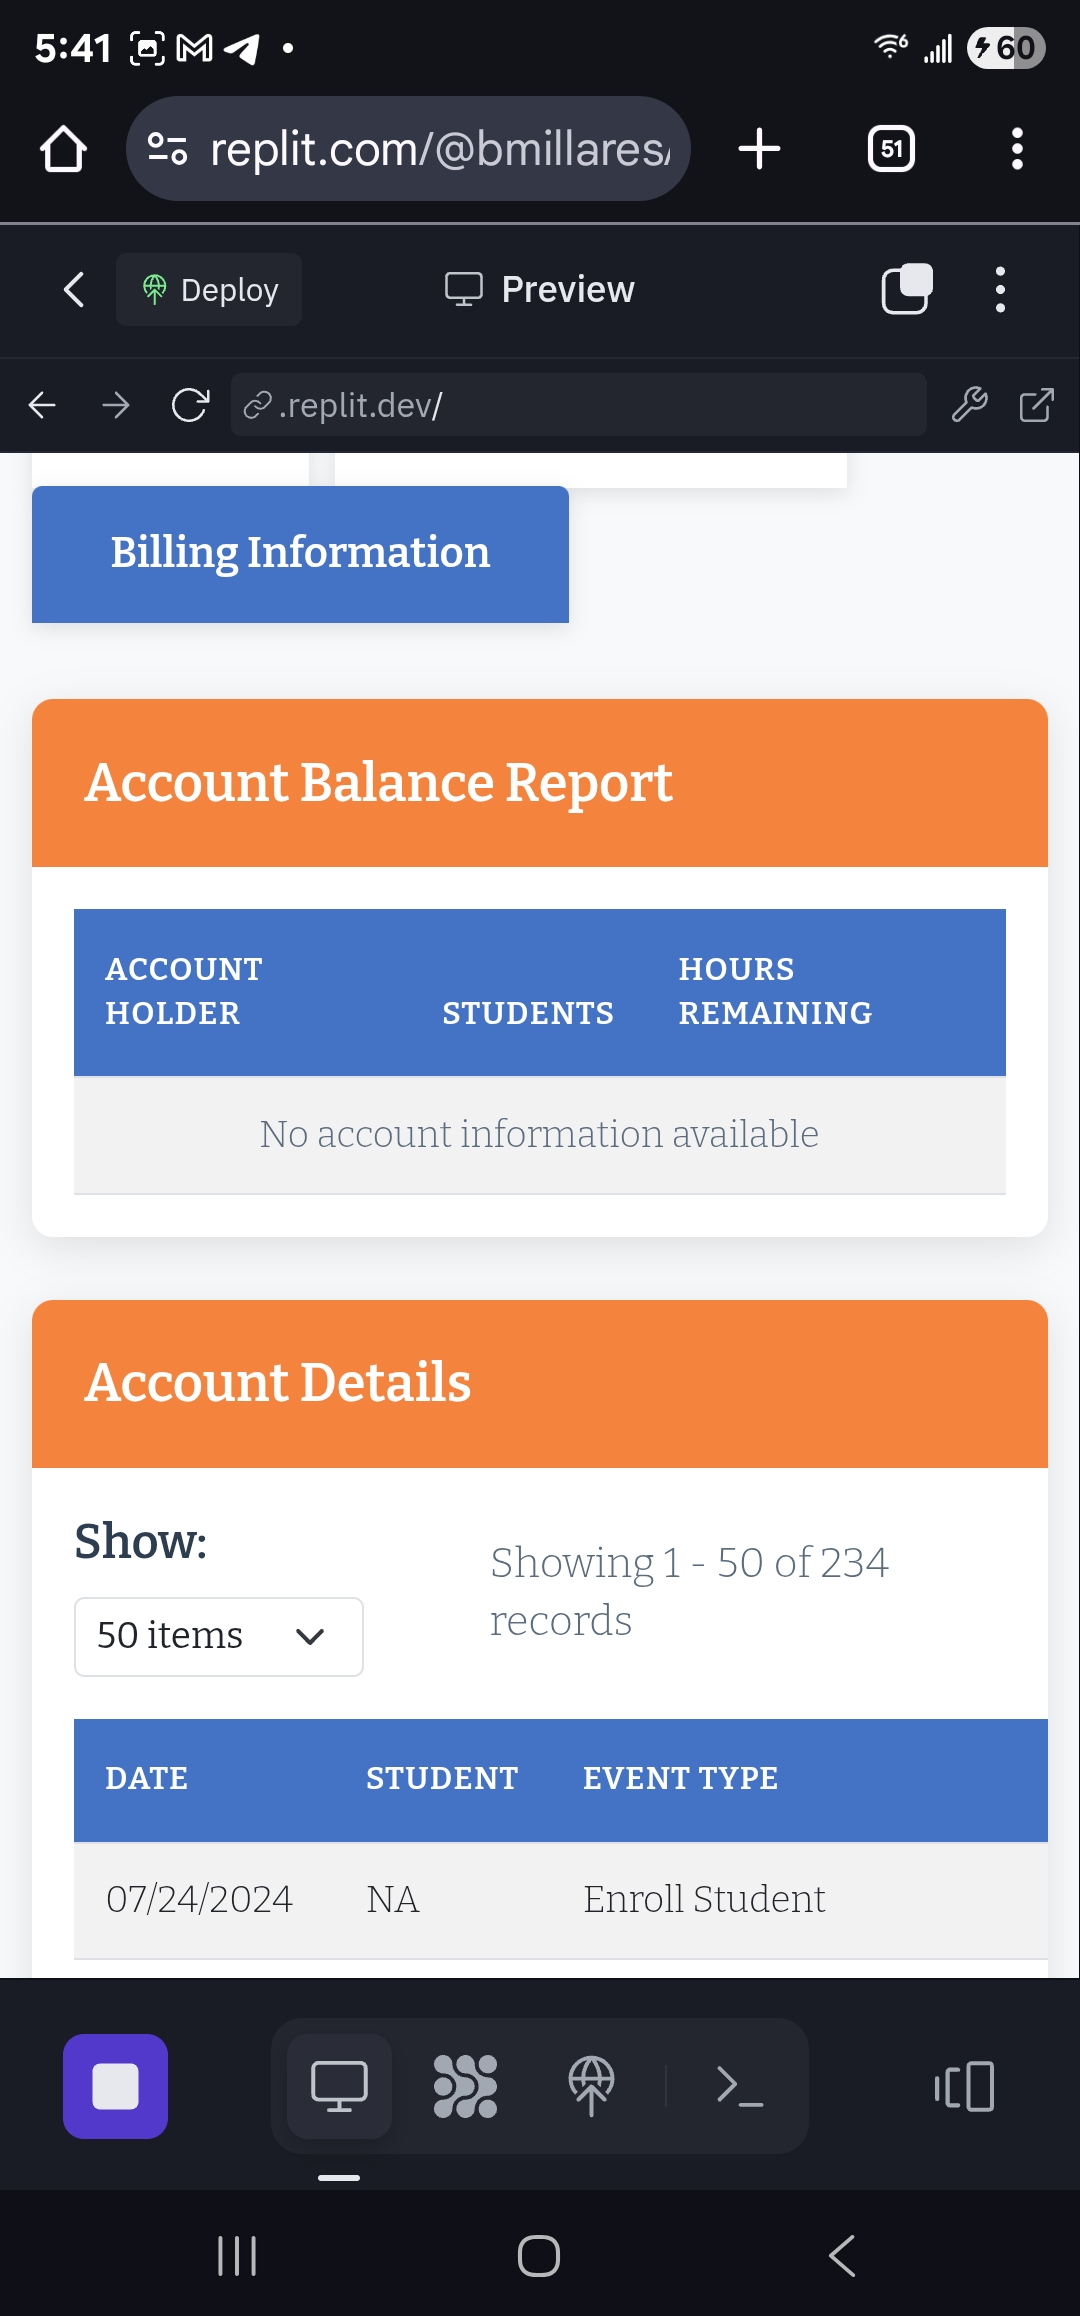 5:41
6
60
replit.com/@bmillares/
51
Deploy
Preview
.replit.dev/
Billing Information
Account Balance Report
ACCOUNT HOLDER
STUDENTS
HOURS REMAINING
No account information available
Account Details
Show:
50 items
Showing 1 - 50 of 234
records
DATE STUDENT EVENT TYPE
07/24/2024 NA Enroll Student